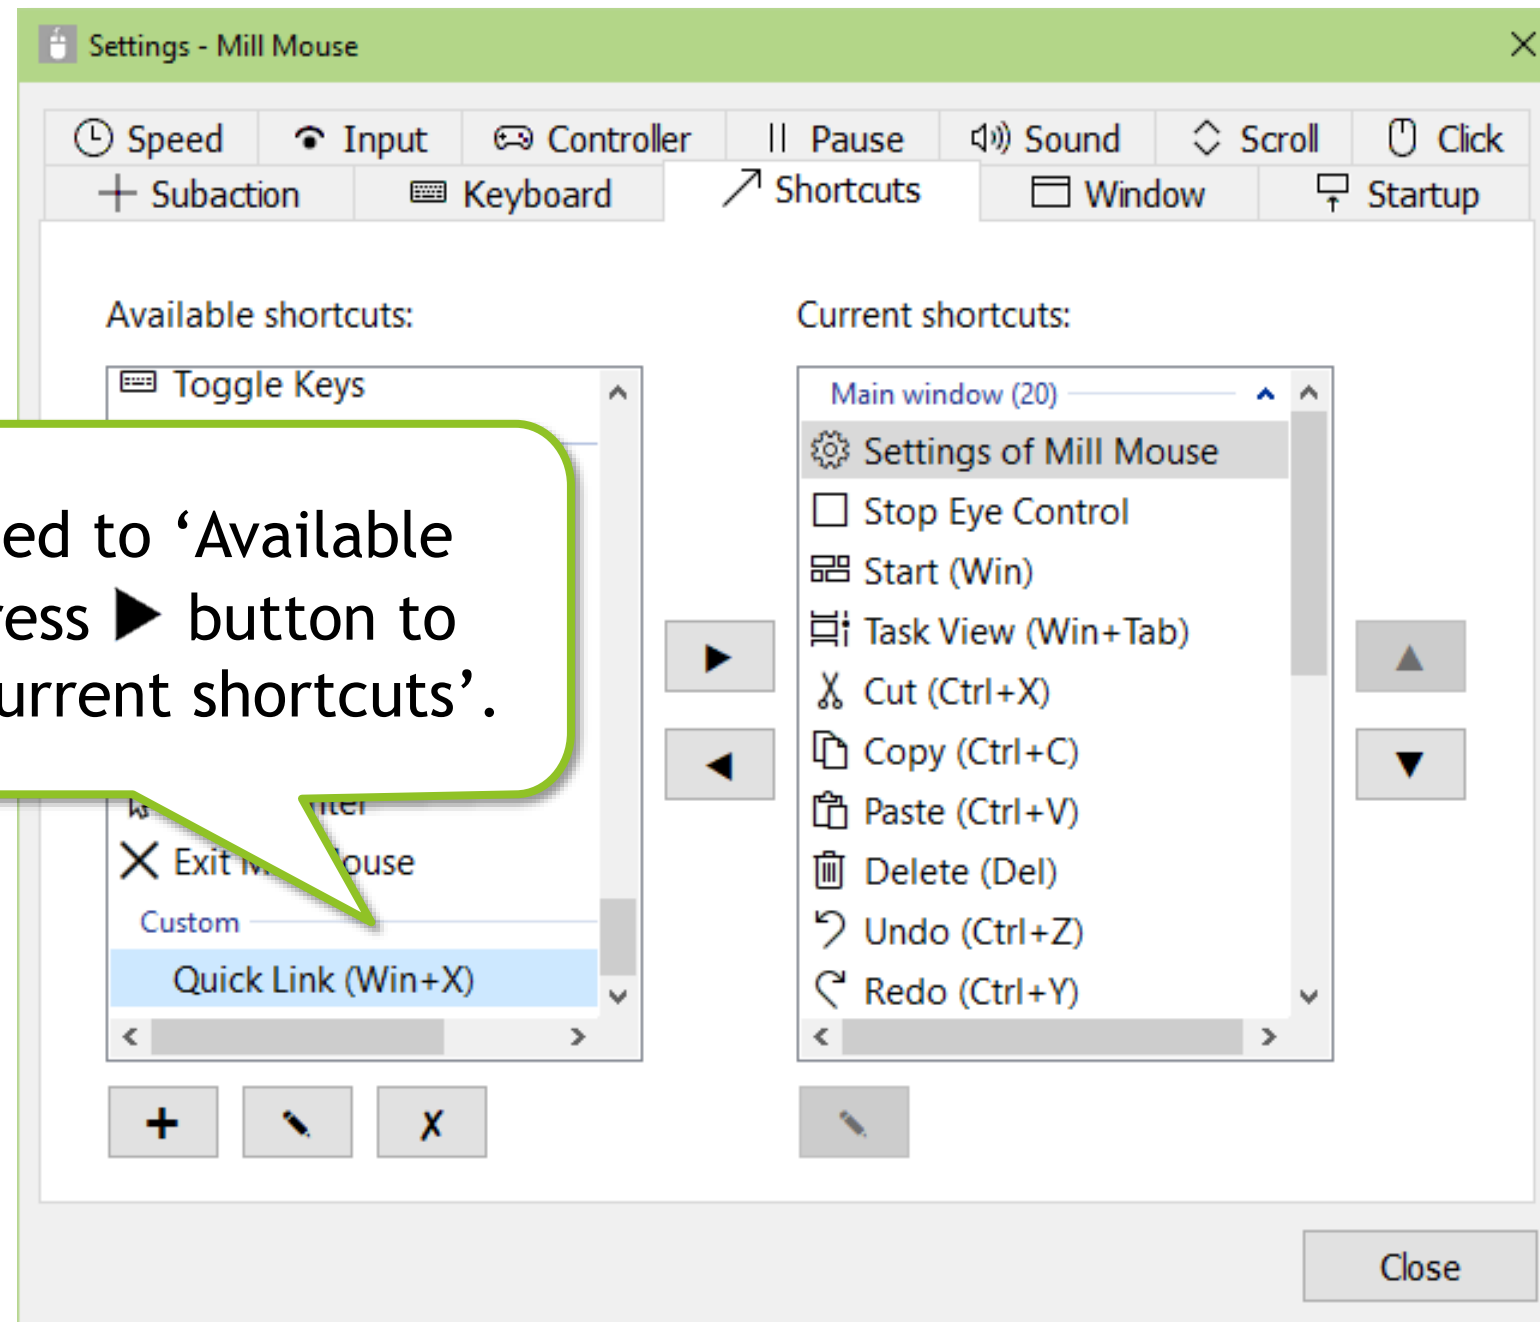 Settings - Mill Mouse
Speed Input Controller Pause Sound Scroll Click
Subaction Keyboard Shortcuts Window Startup
Available shortcuts: Current shortcuts:
Toggle Keys
ed to ‘Available
ress ▶ button to
urrent shortcuts’.
Exit Mouse
Custom
Quick Link (Win+X)
Main window (20)
Settings of Mill Mouse
Stop Eye Control
Start (Win)
Task View (Win+Tab)
Cut (Ctrl+X)
Copy (Ctrl+C)
Paste (Ctrl+V)
Delete (Del)
Undo (Ctrl+Z)
Redo (Ctrl+Y)
Close